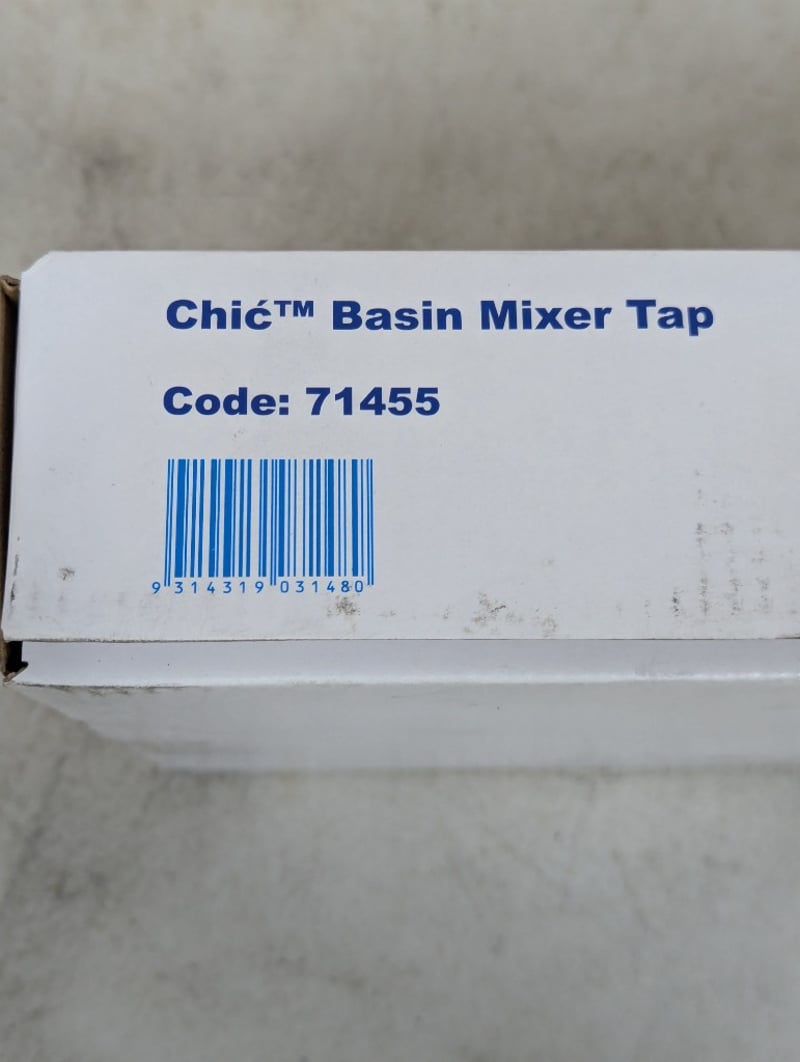 Chić™ Basin Mixer Tap
Code: 71455
9 314319 031480